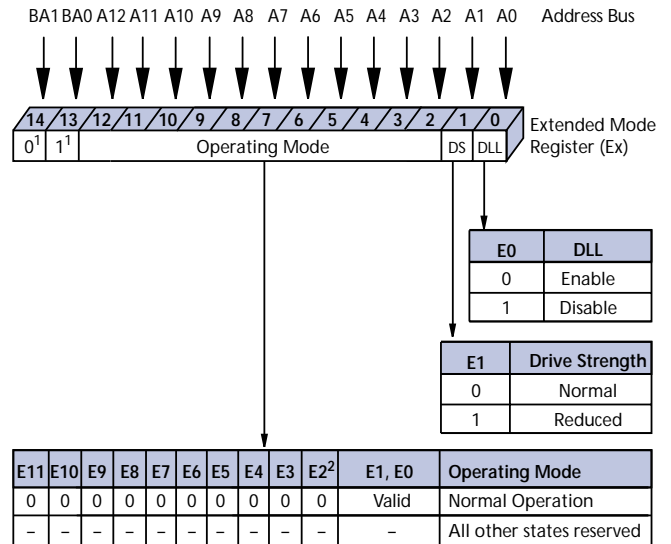 BA1 BA0 A12 A11 A10 A9 A8 A7 A6 A5 A4 A3 A2 A1 A0 Address Bus
14 13 12 11 10 9 8 7 6 5 4 3 2 1 0
Extended Mode
Register (Ex)
0¹ 1¹ Operating Mode DS DLL
E0 DLL
0 Enable
1 Disable
E1 Drive Strength
0 Normal
1 Reduced
E11 E10 E9 E8 E7 E6 E5 E4 E3 E2² E1, E0 Operating Mode
0 0 0 0 0 0 0 0 0 0 Valid Normal Operation
– – – – – – – – – – – All other states reserved